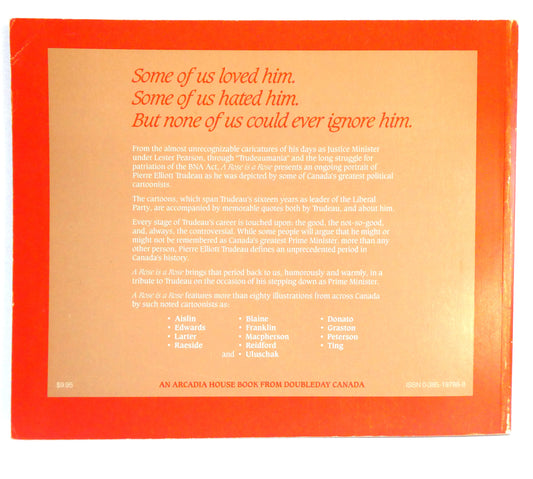 Some of us loved him.
Some of us hated him.
But none of us could ever ignore him.
From the almost unrecognizable caricatures of his days as Justice Minister
under Lester Pearson, through "Trudeaumania" and the long struggle for
patriation of the BNA Act, A Rose is a Rose presents an ongoing portrait of
Pierre Elliott Trudeau as he was depicted by some of Canada's greatest political
cartoonists.
The cartoons, which span Trudeau's sixteen years as leader of the Liberal
Party, are accompanied by memorable quotes both by Trudeau, and about him.
Every stage of Trudeau's career is touched upon: the good, the not-so-good,
and, always, the controversial. While some people will argue that he might or
might not be remembered as Canada's greatest Prime Minister, more than any
other person, Pierre Elliott Trudeau defines an unprecedented period in
Canada's history.
A Rose is a Rose brings that period back to us, humorously and warmly, in a
tribute to Trudeau on the occasion of his stepping down as Prime Minister.
A Rose is a Rose features more than eighty illustrations from across Canada
by such noted cartoonists as:
• Aislin • Blaine • Donato
• Edwards • Franklin • Graston
• Larter • Macpherson • Peterson
• Raeside • Reidford • Ting
and • Uluschak
$9.95 AN ARCADIA HOUSE BOOK FROM DOUBLEDAY CANADA ISBN